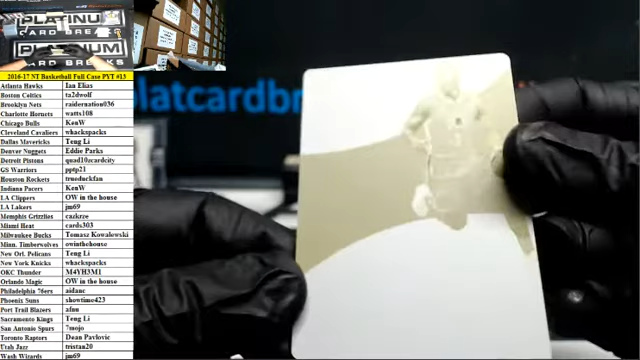 PLATINUM
CARD BREAKS
PLATINUM
CARD BREAKS
platcardbr
2016-17 NT Basketball Full Case PYT #13
Atlanta Hawks Ian Elias
Boston Celtics ta2dwolf
Brooklyn Nets raidernation036
Charlotte Hornets watts108
Chicago Bulls KenW
Cleveland Cavaliers whackspacks
Dallas Mavericks Teng Li
Denver Nuggets Eddie Parks
Detroit Pistons quad10zcardcity
GS Warriors pptp21
Houston Rockets trueduckfan
Indiana Pacers KenW
LA Clippers OW in the house
LA Lakers jm69
Memphis Grizzlies cazkrze
Miami Heat cards303
Milwaukee Bucks Tomasz Kowalewski
Minn. Timberwolves owinthehouse
New Orl. Pelicans Teng Li
New York Knicks whackspacks
OKC Thunder M4YH3M1
Orlando Magic OW in the house
Philadelphia 76ers aidanc
Phoenix Suns showtime423
Port Trail Blazers afnu
Sacramento Kings Teng Li
San Antonio Spurs 7mojo
Toronto Raptors Dean Pavlovic
Utah Jazz tristan20
Wash Wizards jm69